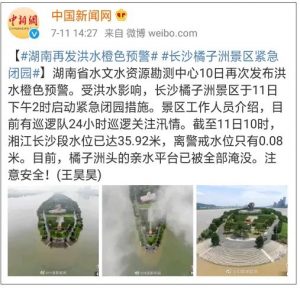 中国新闻网
7-11 14:27 来自 微博 weibo.com
【#湖南再发洪水橙色预警# #长沙橘子洲景区紧急
闭园#】湖南省水文水资源勘测中心10日再次发布洪
水橙色预警。受洪水影响，长沙橘子洲景区于11日
下午2时启动紧急闭园措施。景区工作人员介绍，目
前有巡逻队24小时巡逻关注汛情。截至11日10时，
湘江长沙段水位已达35.92米，离警戒水位只有0.08
米。目前，橘子洲头的亲水平台已被全部淹没。注
意安全！(王昊昊)